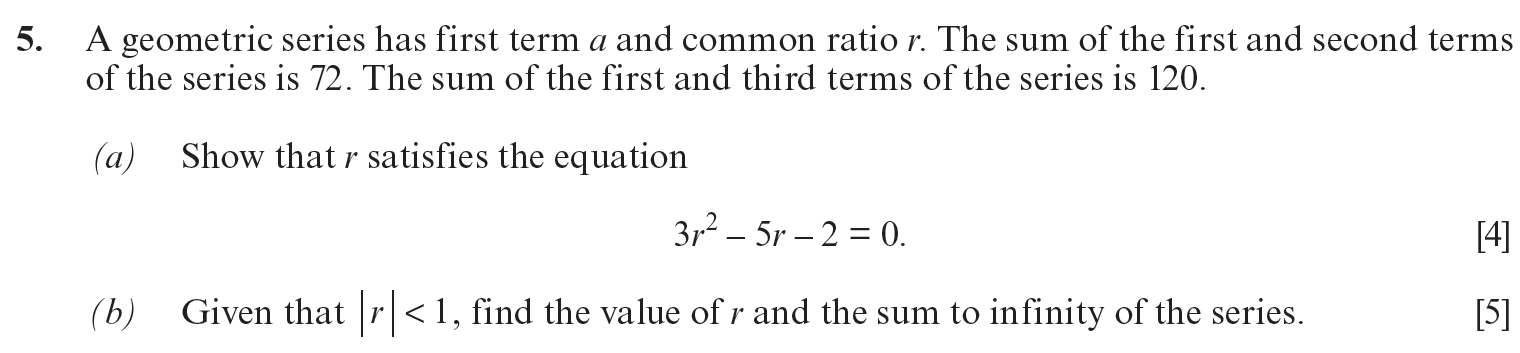 5. A geometric series has first term a and common ratio r. The sum of the first and second terms
of the series is 72. The sum of the first and third terms of the series is 120.
(a) Show that r satisfies the equation
3r² – 5r – 2 = 0. [4]
(b) Given that |r| < 1, find the value of r and the sum to infinity of the series. [5]